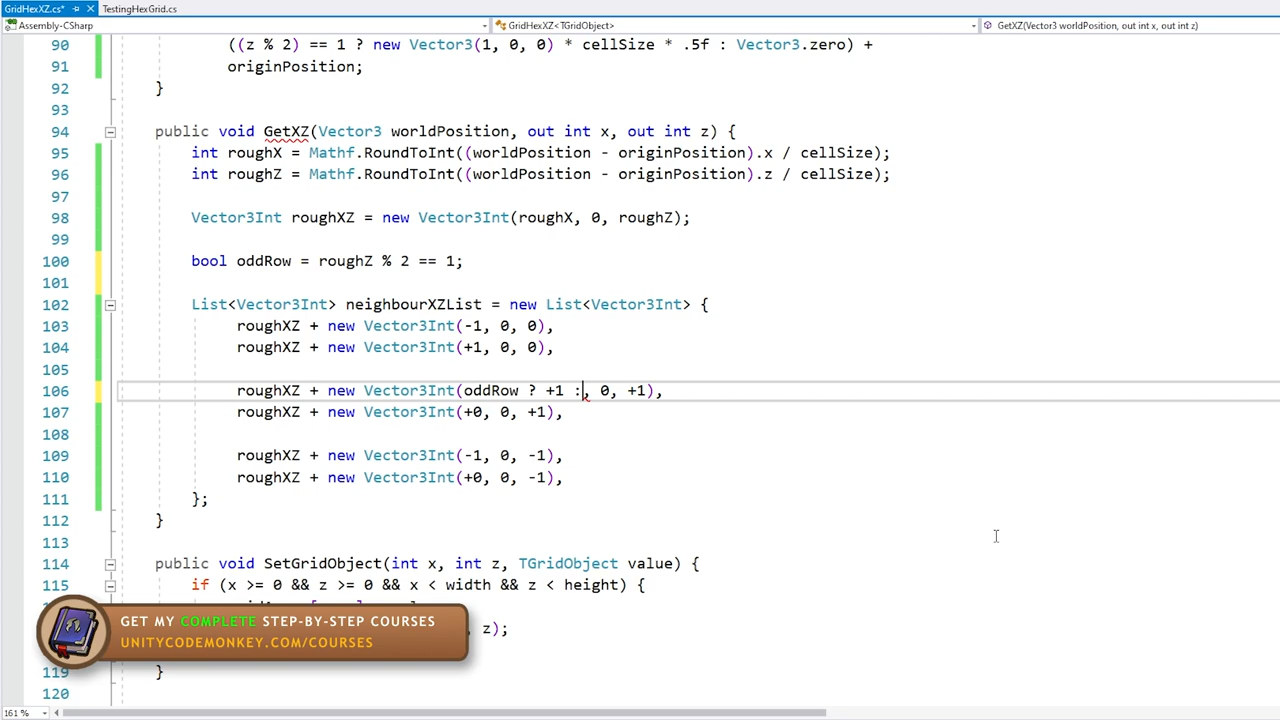 GridHexXZ.cs*
TestingHexGrid.cs
Assembly-CSharp
GridHexXZ<TGridObject>
GetXZ(Vector3 worldPosition, out int x, out int z)
90 ((z % 2) == 1 ? new Vector3(1, 0, 0) * cellSize * .5f : Vector3.zero) +
91 originPosition;
92 }
93
94 public void GetXZ(Vector3 worldPosition, out int x, out int z) {
95 int roughX = Mathf.RoundToInt((worldPosition - originPosition).x / cellSize);
96 int roughZ = Mathf.RoundToInt((worldPosition - originPosition).z / cellSize);
97
98 Vector3Int roughXZ = new Vector3Int(roughX, 0, roughZ);
99
100 bool oddRow = roughZ % 2 == 1;
101
102 List<Vector3Int> neighbourXZList = new List<Vector3Int> {
103 roughXZ + new Vector3Int(-1, 0, 0),
104 roughXZ + new Vector3Int(+1, 0, 0),
105
106 roughXZ + new Vector3Int(oddRow ? +1 :, 0, +1),
107 roughXZ + new Vector3Int(+0, 0, +1),
108
109 roughXZ + new Vector3Int(-1, 0, -1),
110 roughXZ + new Vector3Int(+0, 0, -1),
111 };
112 }
113
114 public void SetGridObject(int x, int z, TGridObject value) {
115 if (x >= 0 && z >= 0 && x < width && z < height) {
GET MY COMPLETE STEP-BY-STEP COURSES
UNITYCODEMONKEY.COM/COURSES
z);
119 }
120
161 %